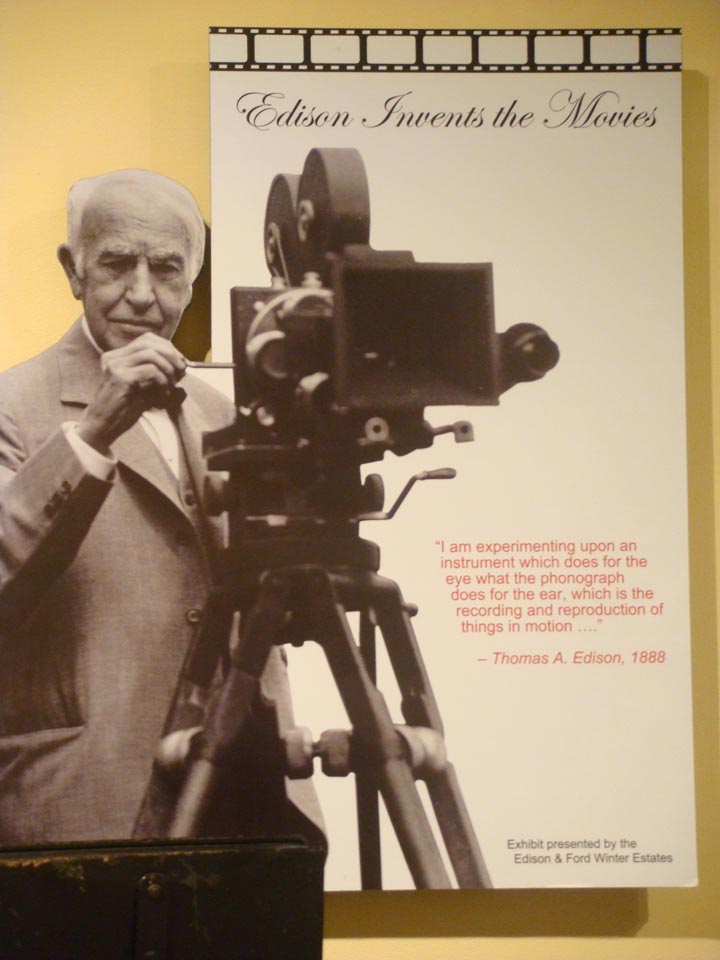 Edison Invents the Movies
“I am experimenting upon an
instrument which does for the
eye what the phonograph
does for the ear, which is the
recording and reproduction of
things in motion ....”
– Thomas A. Edison, 1888
Exhibit presented by the
Edison & Ford Winter Estates